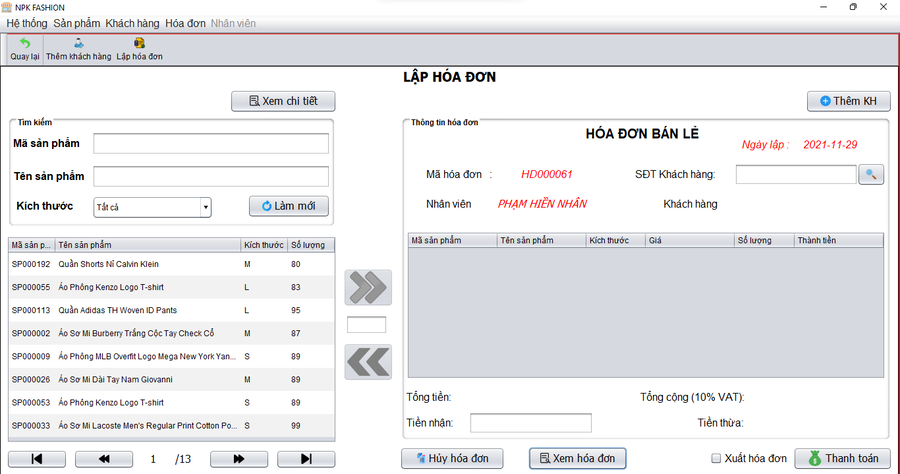 NPK FASHION
Hệ thống Sản phẩm Khách hàng Hóa đơn Nhân viên
Quay lại Thêm khách hàng Lập hóa đơn
LẬP HÓA ĐƠN
Xem chi tiết
Thêm KH
Tìm kiếm
Mã sản phẩm
Tên sản phẩm
Kích thước Tất cả Làm mới
Mã sản p... Tên sản phẩm Kích thước Số lượng
SP000192 Quần Shorts Nỉ Calvin Klein M 80
SP000055 Áo Phông Kenzo Logo T-shirt L 83
SP000113 Quần Adidas TH Woven ID Pants L 95
SP000002 Áo Sơ Mi Burberry Trắng Cộc Tay Check Cổ M 87
SP000009 Áo Phông MLB Overfit Logo Mega New York Yan... S 89
SP000026 Áo Sơ Mi Dài Tay Nam Giovanni M 89
SP000053 Áo Phông Kenzo Logo T-shirt S 89
SP000033 Áo Sơ Mi Lacoste Men's Regular Print Cotton Po... S 99
1 /13
Thông tin hóa đơn
HÓA ĐƠN BÁN LẺ
Ngày lập : 2021-11-29
Mã hóa đơn : HD000061 SĐT Khách hàng:
Nhân viên PHẠM HIỀN NHÂN Khách hàng
Mã sản phẩm Tên sản phẩm Kích thước Giá Số lượng Thành tiền
Tổng tiền: Tổng cộng (10% VAT):
Tiền nhận: Tiền thừa:
Hủy hóa đơn Xem hóa đơn Xuất hóa đơn Thanh toán